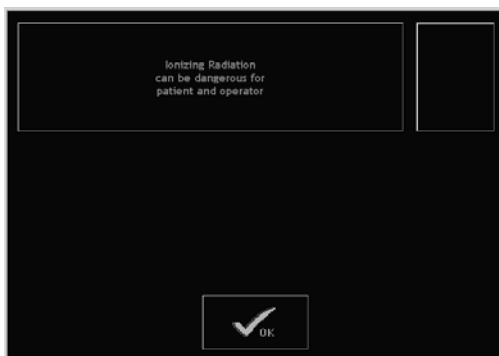 Ionizing Radiation
can be dangerous for
patient and operator
OK